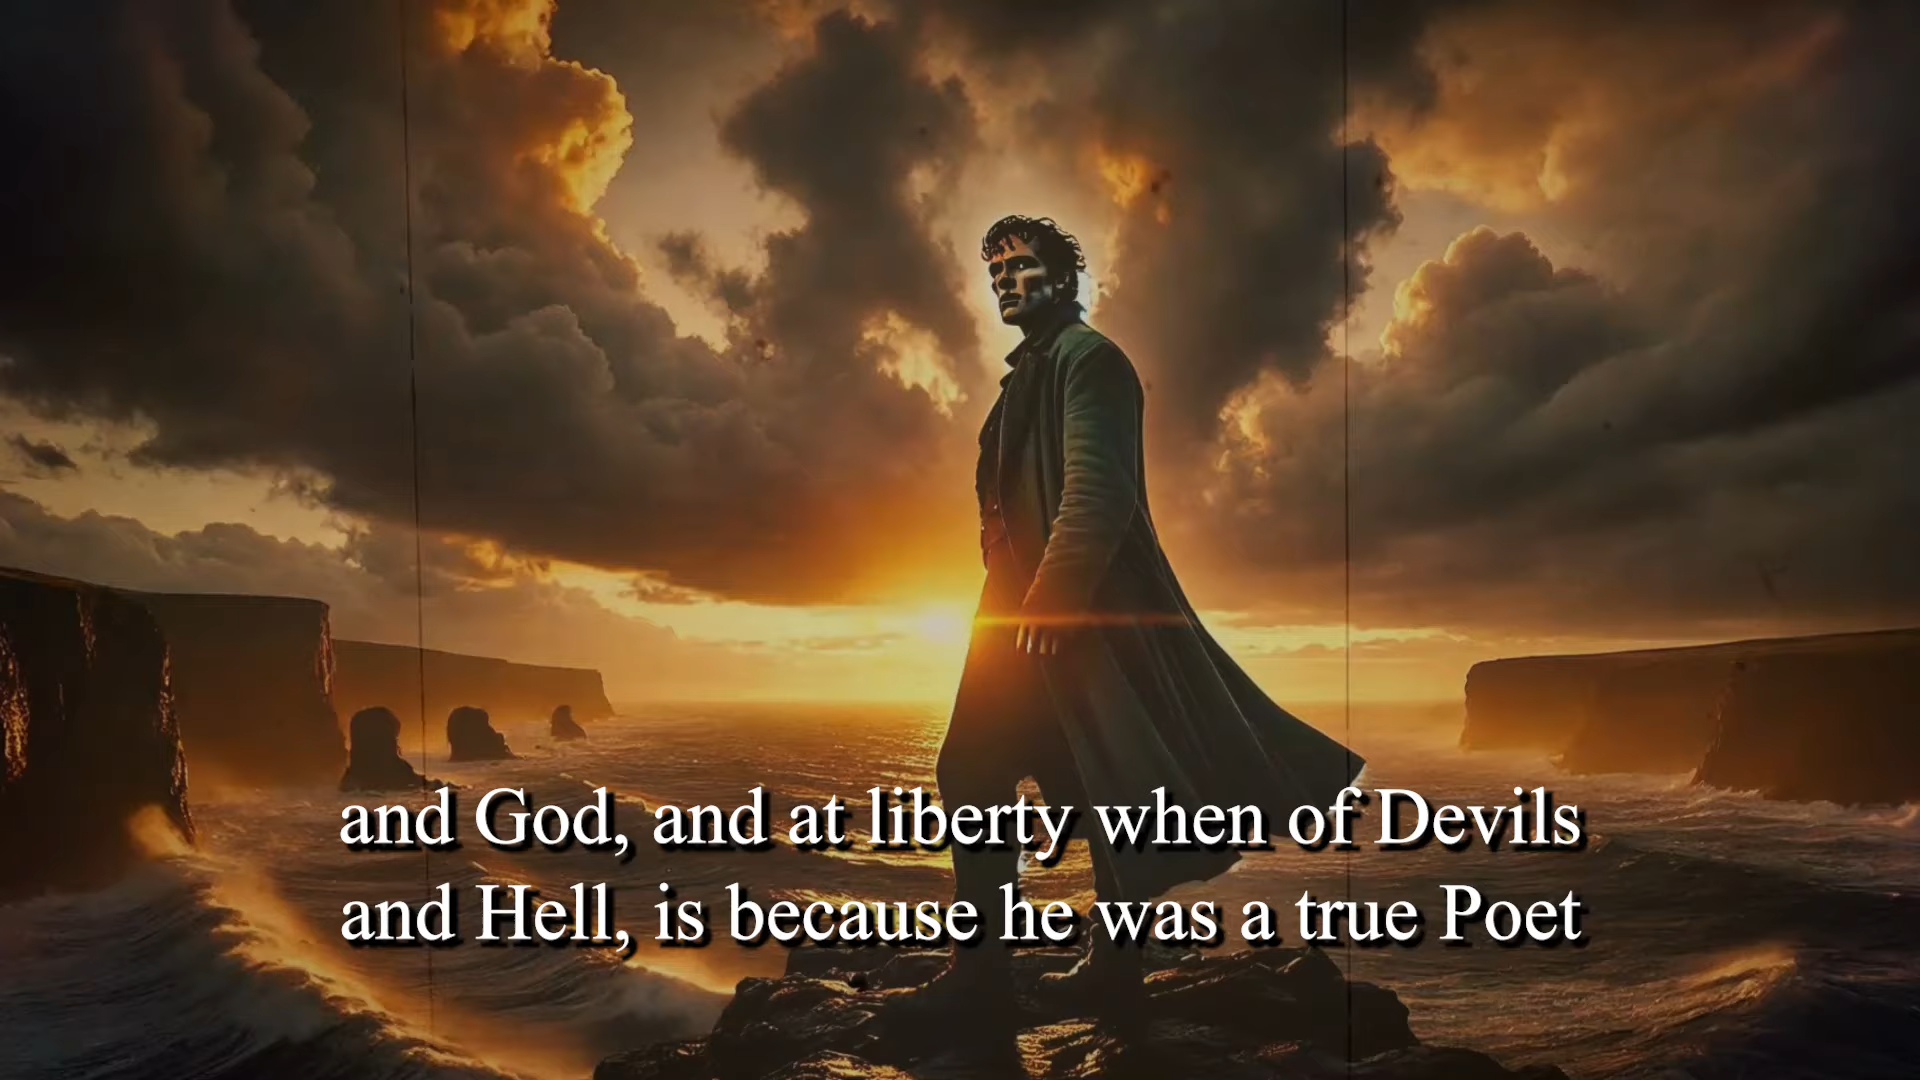 and God, and at liberty when of Devils
and Hell, is because he was a true Poet